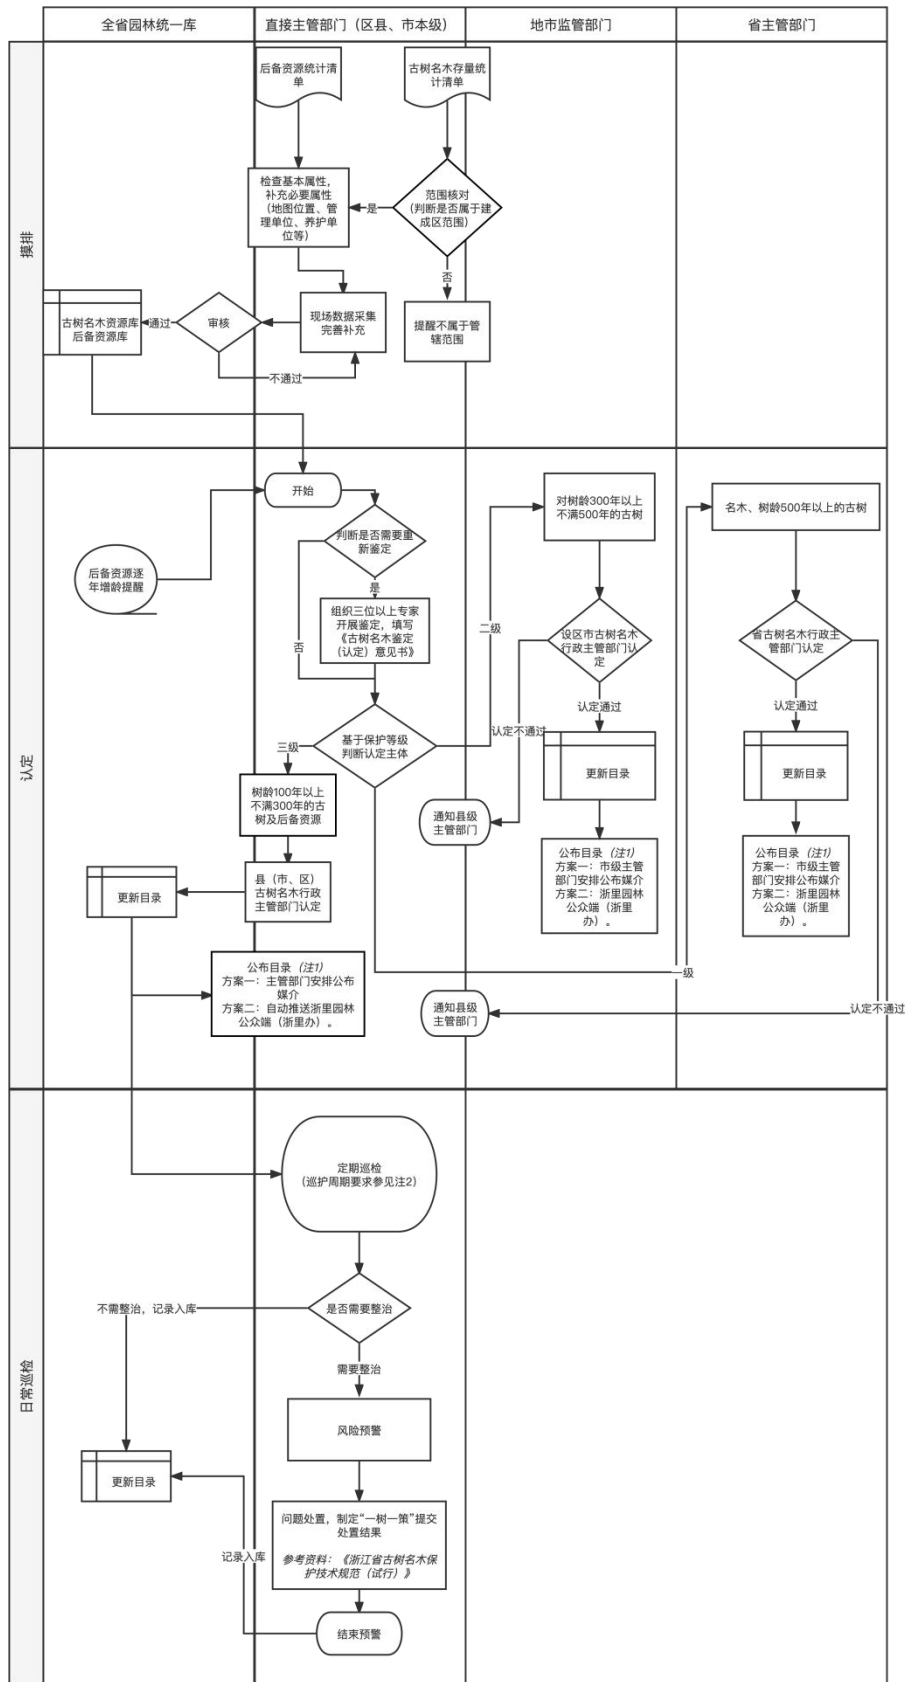 全省园林统一库
直接主管部门（区县、市本级）
地市监管部门
省主管部门
摸排
后备资源统计清
单
古树名木存量统
计清单
检查基本属性，
补充必要属性
（地图位置、管
理单位、养护单
位等）
是
范围核对
（判断是否属于建
成区范围）
否
古树名木资源库
后备资源库
通过
审核
现场数据采集
完善补充
提醒不属于管
辖范围
不通过
认定
开始
对树龄300年以上
不满500年的古树
名木、树龄500年以上的古树
判断是否需要重
新鉴定
后备资源逐
年增龄提醒
是
组织三位以上专家
开展鉴定，填写
《古树名木鉴定
（认定）意见书》
否
二级
设区市古树名木
行政主管部门认
定
省古树名木行政主
管部门认定
认定通过
认定通过
基于保护等级
判断认定主体
三级
认定不通过
更新目录
更新目录
树龄100年以上
不满300年的古
树及后备资源
通知县级
主管部门
公布目录（注1）
方案一：市级主管
部门安排公布媒介
方案二：浙里园林
公众端（浙里
办）。
公布目录（注1）
方案一：市级主管
部门安排公布媒介
方案二：浙里园林
公众端（浙里
办）。
更新目录
县（市、区）
古树名木行政
主管部门认定
公布目录（注1）
方案一：主管部门安排公布
媒介
方案二：自动推送浙里园林
公众端（浙里办）。
一级
通知县级
主管部门
认定不通过
日常巡检
定期巡检
（巡护周期要求参见注2）
不需整治，记录入库
是否需要整治
需要整治
风险预警
更新目录
问题处置，制定“一树一策”提交
处置结果
参考资料：《浙江省古树名木保
护技术规范（试行）》
记录入库
结束预警